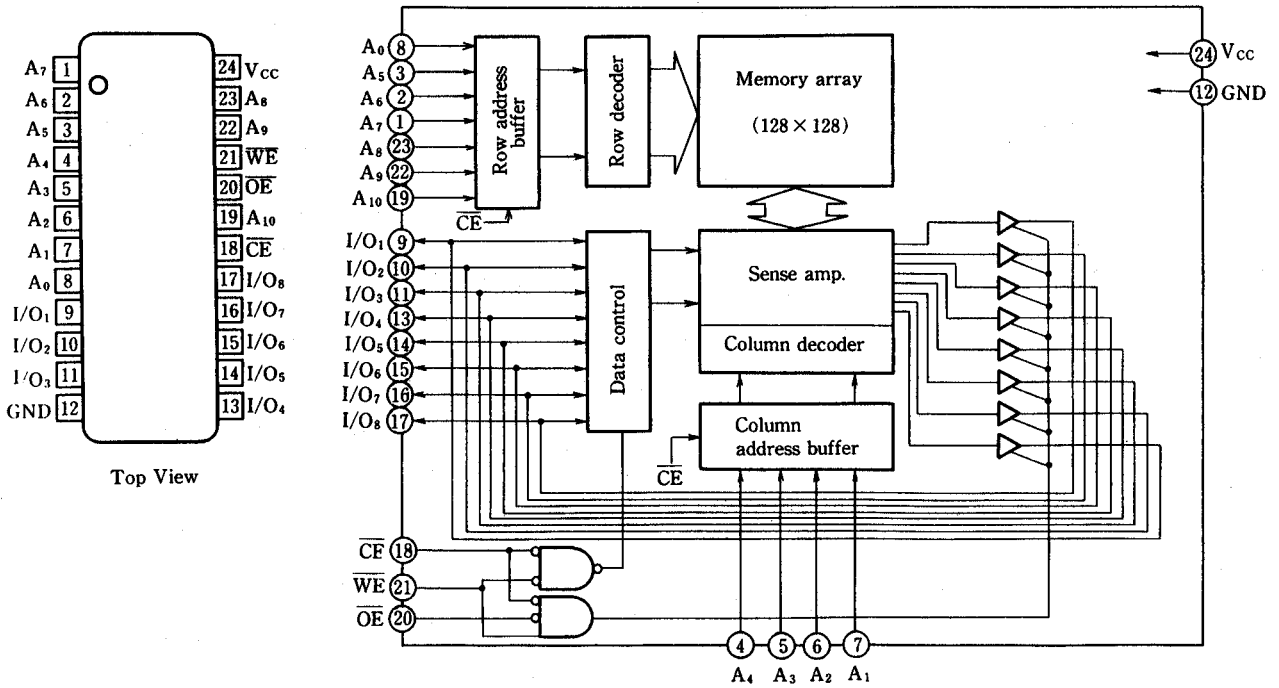 A7 1
A6 2
A5 3
A4 4
A3 5
A2 6
A1 7
A0 8
I/O1 9
I/O2 10
I/O3 11
GND 12
24 VCC
23 A8
22 A9
21 WE
20 OE
19 A10
18 CE
17 I/O8
16 I/O7
15 I/O6
14 I/O5
13 I/O4
Top View
A0 8
A5 3
A6 2
A7 1
A8 23
A9 22
A10 19
CE
Row address
buffer
Row decoder
Memory array
(128 × 128)
24 VCC
12 GND
I/O1 9
I/O2 10
I/O3 11
I/O4 13
I/O5 14
I/O6 15
I/O7 16
I/O8 17
Data control
Sense amp.
Column decoder
Column
address buffer
CE
CE 18
WE 21
OE 20
4 5 6 7
A4 A3 A2 A1